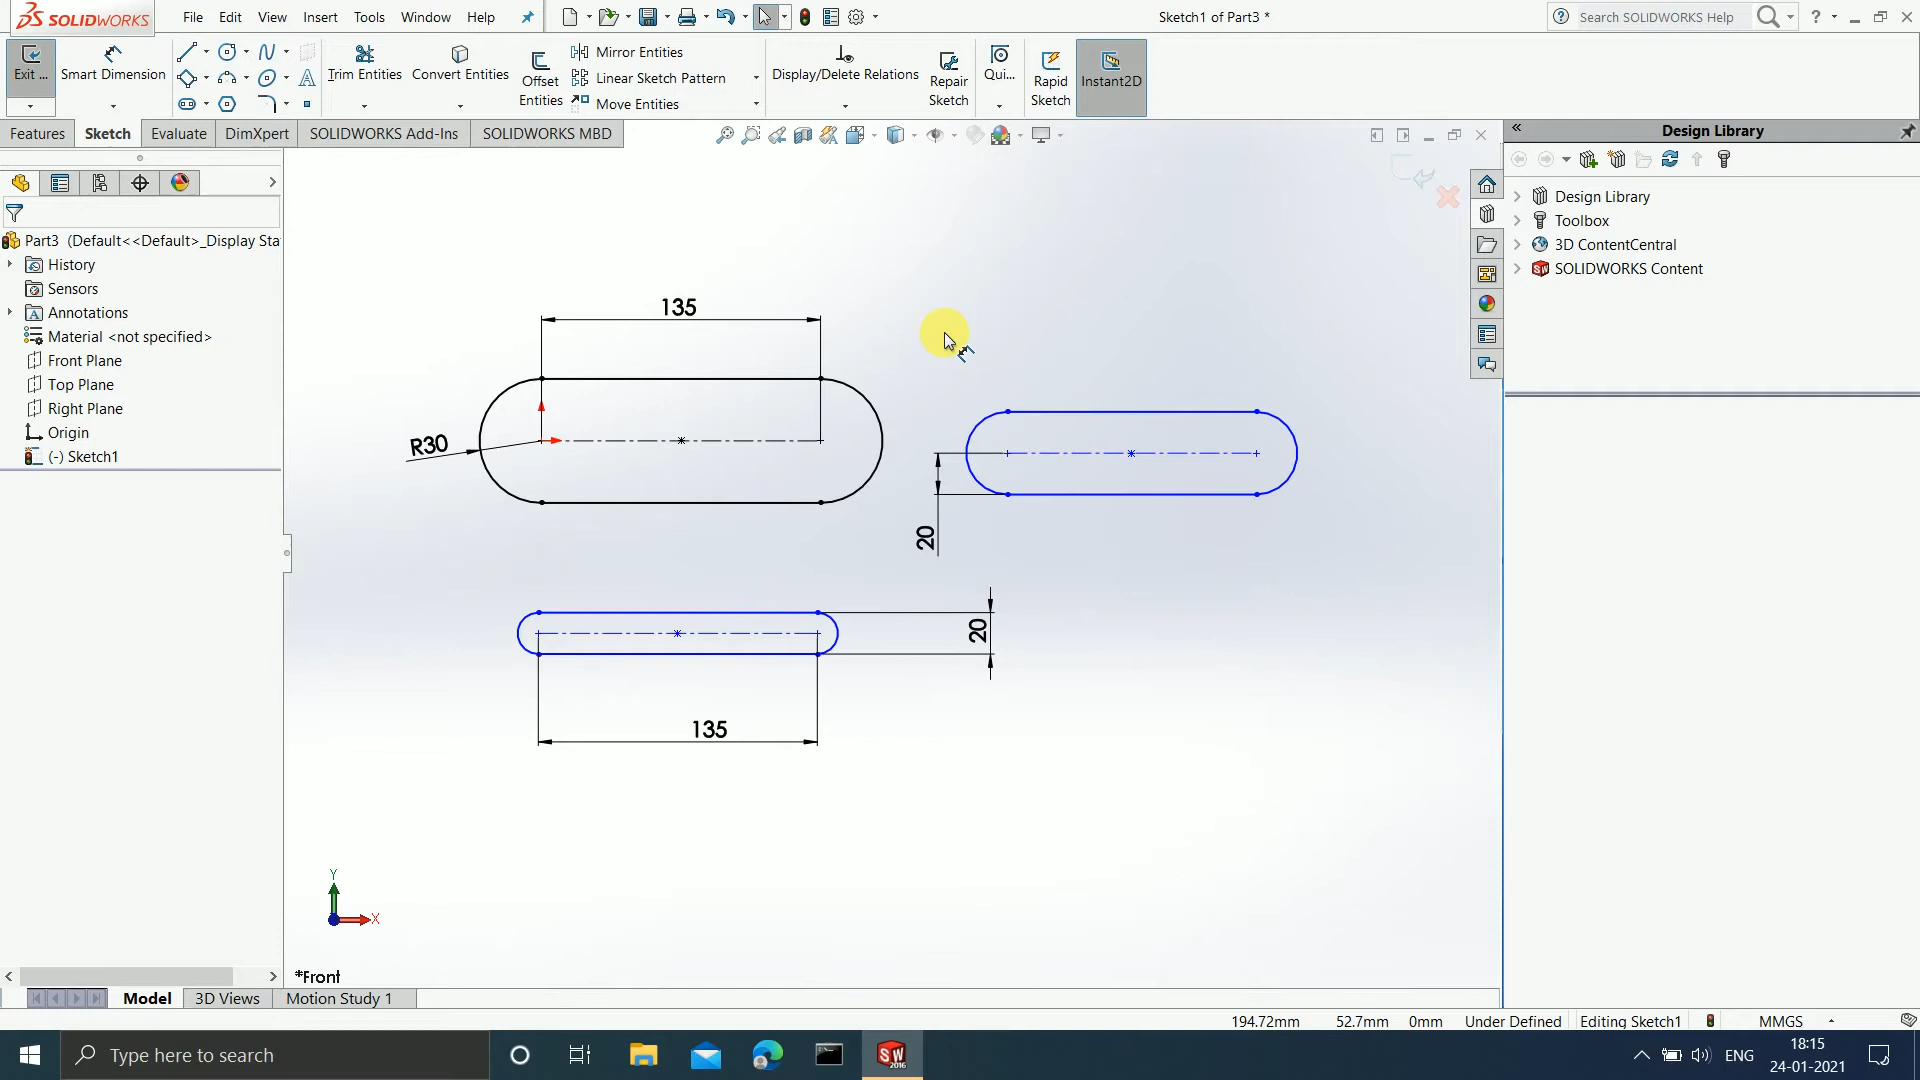 SOLIDWORKS
File Edit View Insert Tools Window Help
Sketch1 of Part3 *
Search SOLIDWORKS Help
?
Exit ...
Smart Dimension
Trim Entities
Convert Entities
Offset Entities
Mirror Entities
Linear Sketch Pattern
Move Entities
Display/Delete Relations
Repair Sketch
Qui...
Rapid Sketch
Instant2D
Features Sketch Evaluate DimXpert SOLIDWORKS Add-Ins SOLIDWORKS MBD
Design Library
Part3 (Default<<Default>_Display Sta
History
Sensors
Annotations
Material <not specified>
Front Plane
Top Plane
Right Plane
Origin
(-) Sketch1
Design Library
Toolbox
3D ContentCentral
SOLIDWORKS Content
135
R30
20
20
135
Y
X
*Front
Model 3D Views Motion Study 1
194.72mm 52.7mm 0mm Under Defined Editing Sketch1 MMGS
Type here to search
SW
2016
ENG
18:15
24-01-2021